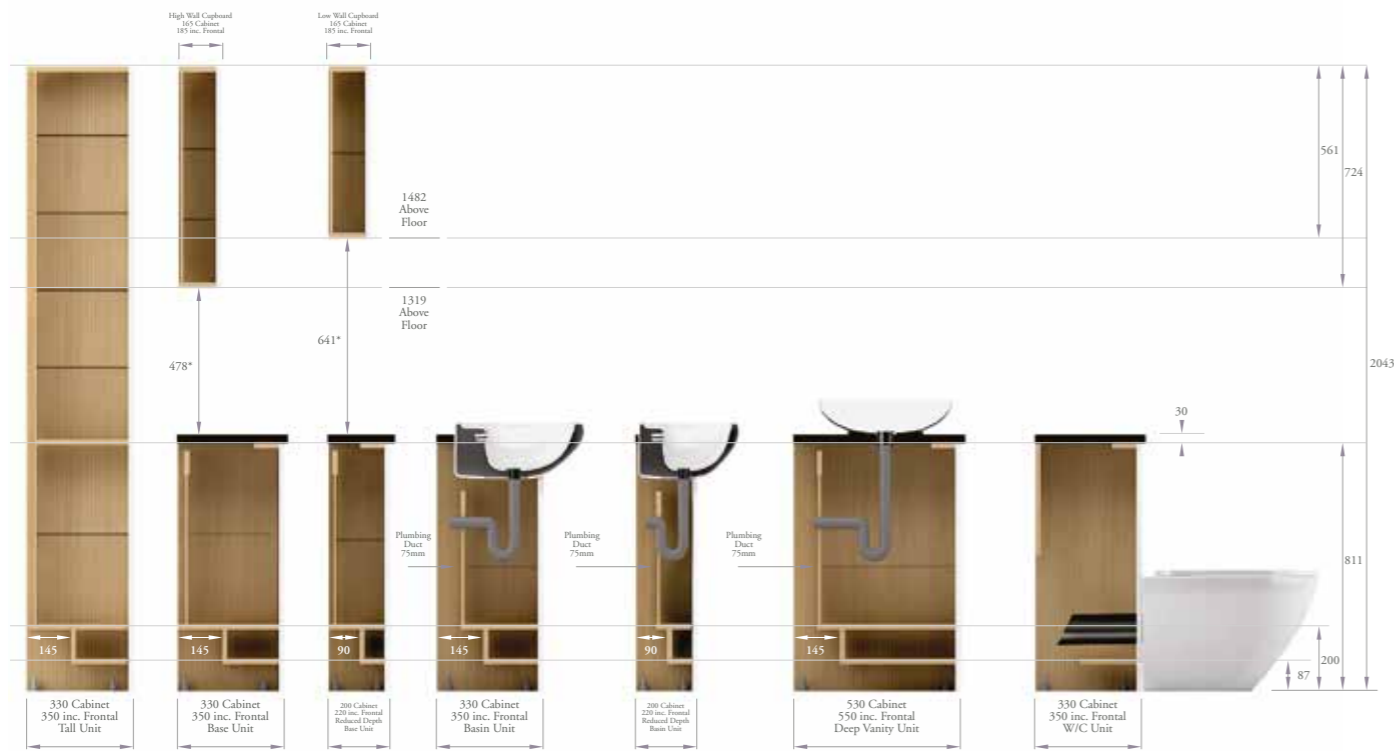 High Wall Cupboard
165 Cabinet
185 inc. Frontal
Low Wall Cupboard
165 Cabinet
185 inc. Frontal
561
724
1482
Above
Floor
1319
Above
Floor
478*
641*
2043
30
Plumbing
Duct
75mm
Plumbing
Duct
75mm
Plumbing
Duct
75mm
811
145
145
90
145
90
145
200
87
330 Cabinet
350 inc. Frontal
Tall Unit
330 Cabinet
350 inc. Frontal
Base Unit
200 Cabinet
220 inc. Frontal
Reduced Depth
Base Unit
330 Cabinet
350 inc. Frontal
Basin Unit
200 Cabinet
220 inc. Frontal
Reduced Depth
Basin Unit
530 Cabinet
550 inc. Frontal
Deep Vanity Unit
330 Cabinet
350 inc. Frontal
W/C Unit